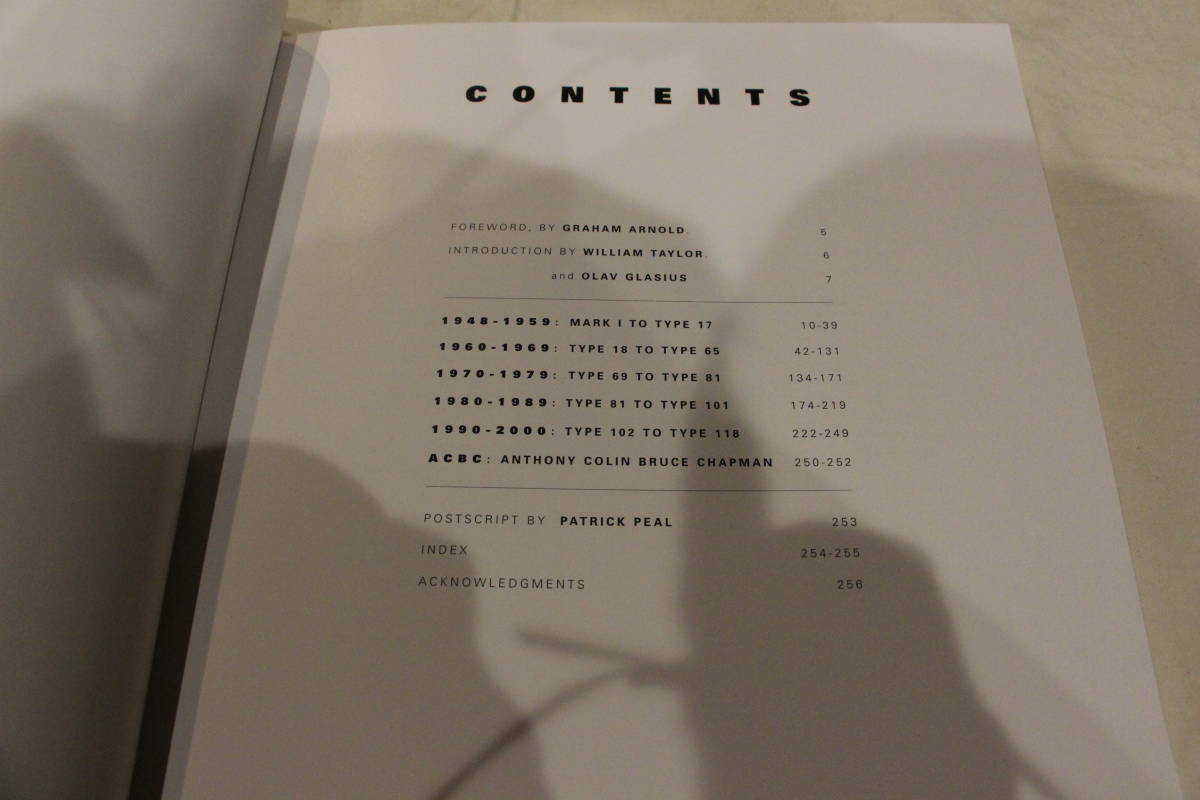 CONTENTS
FOREWORD, BY GRAHAM ARNOLD. 5
INTRODUCTION BY WILLIAM TAYLOR. 6
and OLAV GLASIUS 7
1948-1959: MARK I TO TYPE 17 10-39
1960-1969: TYPE 18 TO TYPE 65 42-131
1970-1979: TYPE 69 TO TYPE 81 134-171
1980-1989: TYPE 81 TO TYPE 101 174-219
1990-2000: TYPE 102 TO TYPE 118 222-249
ACBC: ANTHONY COLIN BRUCE CHAPMAN 250-252
POSTSCRIPT BY PATRICK PEAL 253
INDEX 254-255
ACKNOWLEDGMENTS 256